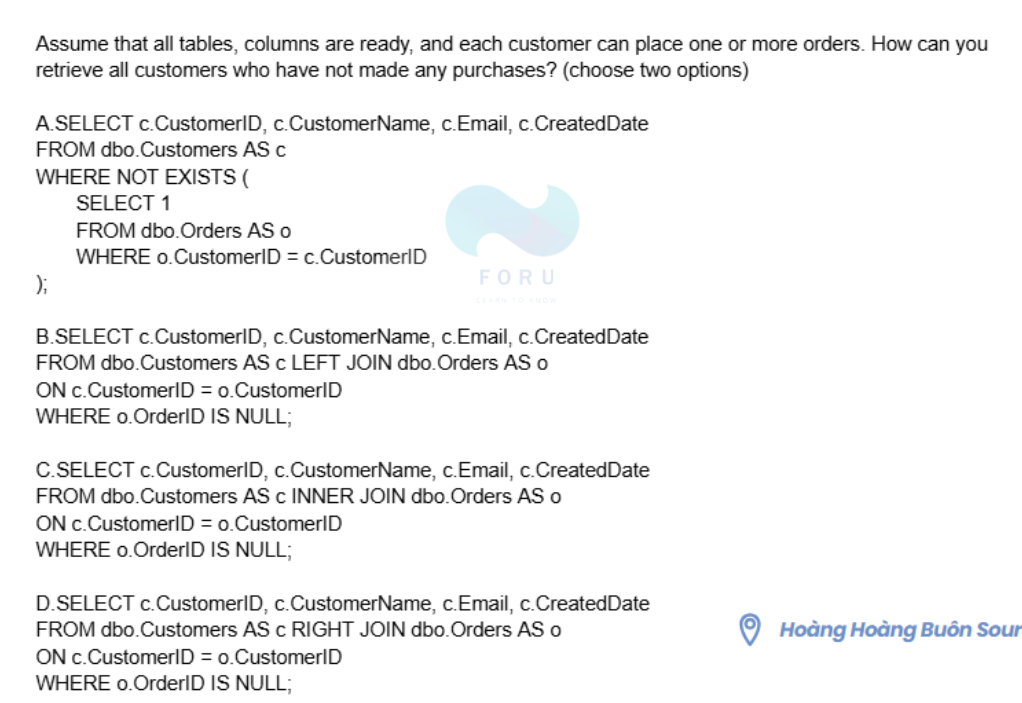 Assume that all tables, columns are ready, and each customer can place one or more orders. How can you
retrieve all customers who have not made any purchases? (choose two options)
A.SELECT c.CustomerID, c.CustomerName, c.Email, c.CreatedDate
FROM dbo.Customers AS c
WHERE NOT EXISTS (
SELECT 1
FROM dbo.Orders AS o
WHERE o.CustomerID = c.CustomerID
);
FORU
LEARN TO KNOW
B.SELECT c.CustomerID, c.CustomerName, c.Email, c.CreatedDate
FROM dbo.Customers AS c LEFT JOIN dbo.Orders AS o
ON c.CustomerID = o.CustomerID
WHERE o.OrderID IS NULL;
C.SELECT c.CustomerID, c.CustomerName, c.Email, c.CreatedDate
FROM dbo.Customers AS c INNER JOIN dbo.Orders AS o
ON c.CustomerID = o.CustomerID
WHERE o.OrderID IS NULL;
D.SELECT c.CustomerID, c.CustomerName, c.Email, c.CreatedDate
FROM dbo.Customers AS c RIGHT JOIN dbo.Orders AS o
ON c.CustomerID = o.CustomerID
WHERE o.OrderID IS NULL;
Hoàng Hoàng Buôn Sour